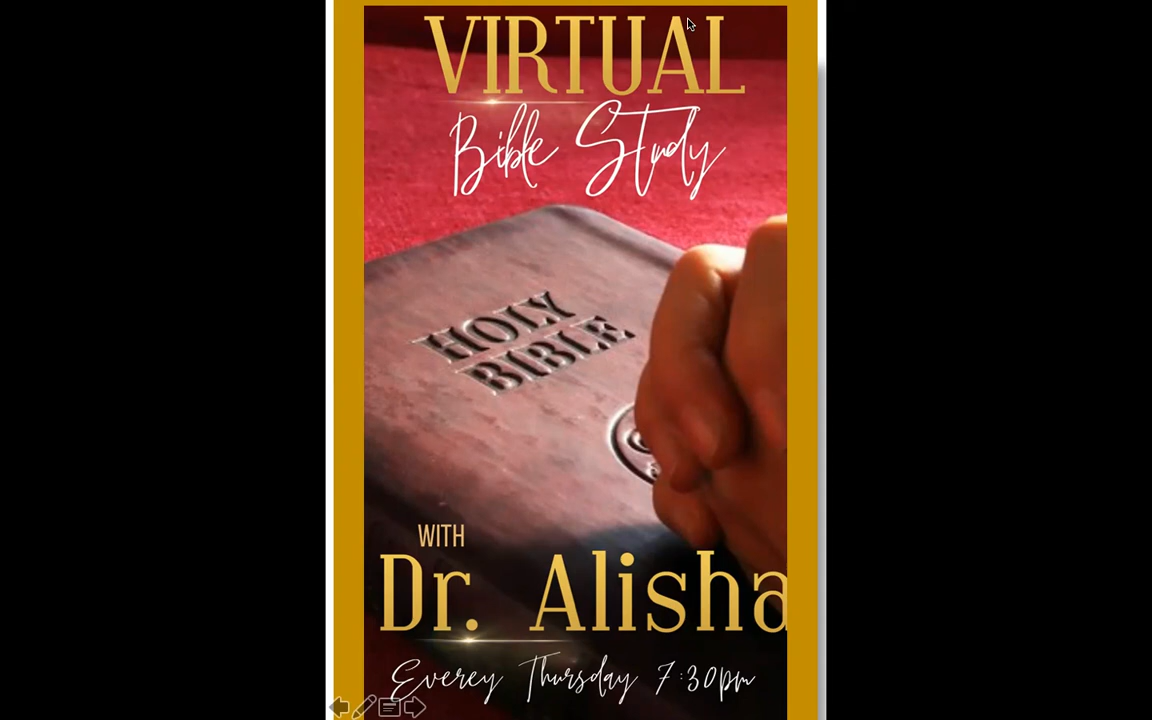 VIRTUAL
Bible Study
HOLY
BIBLE
WITH
Dr. Alisha
Everey Thursday 7:30pm